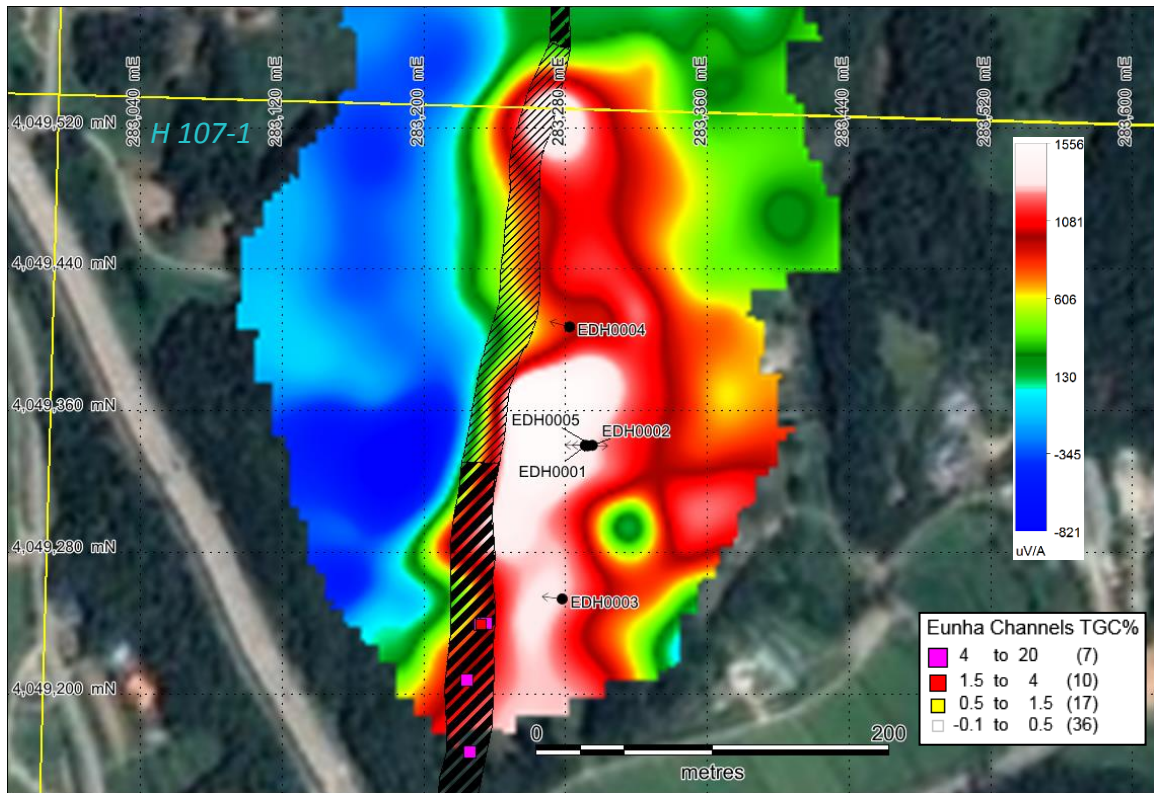 289,040 mE
283,120 mE
283,200 mE
283,280 mE
283,360 mE
283,440 mE
289,520 mE
283,600 mE
4,049,520 mN
H 107-1
4,049,440 mN
4,049,360 mN
4,049,280 mN
4,049,200 mN
EDH0004
EDH0005
EDH0002
EDH0001
EDH0003
1556
1081
606
130
-345
-821
uV/A
Eunha Channels TGC%
4 to 20 (7)
1.5 to 4 (10)
0.5 to 1.5 (17)
-0.1 to 0.5 (36)
0 200
metres